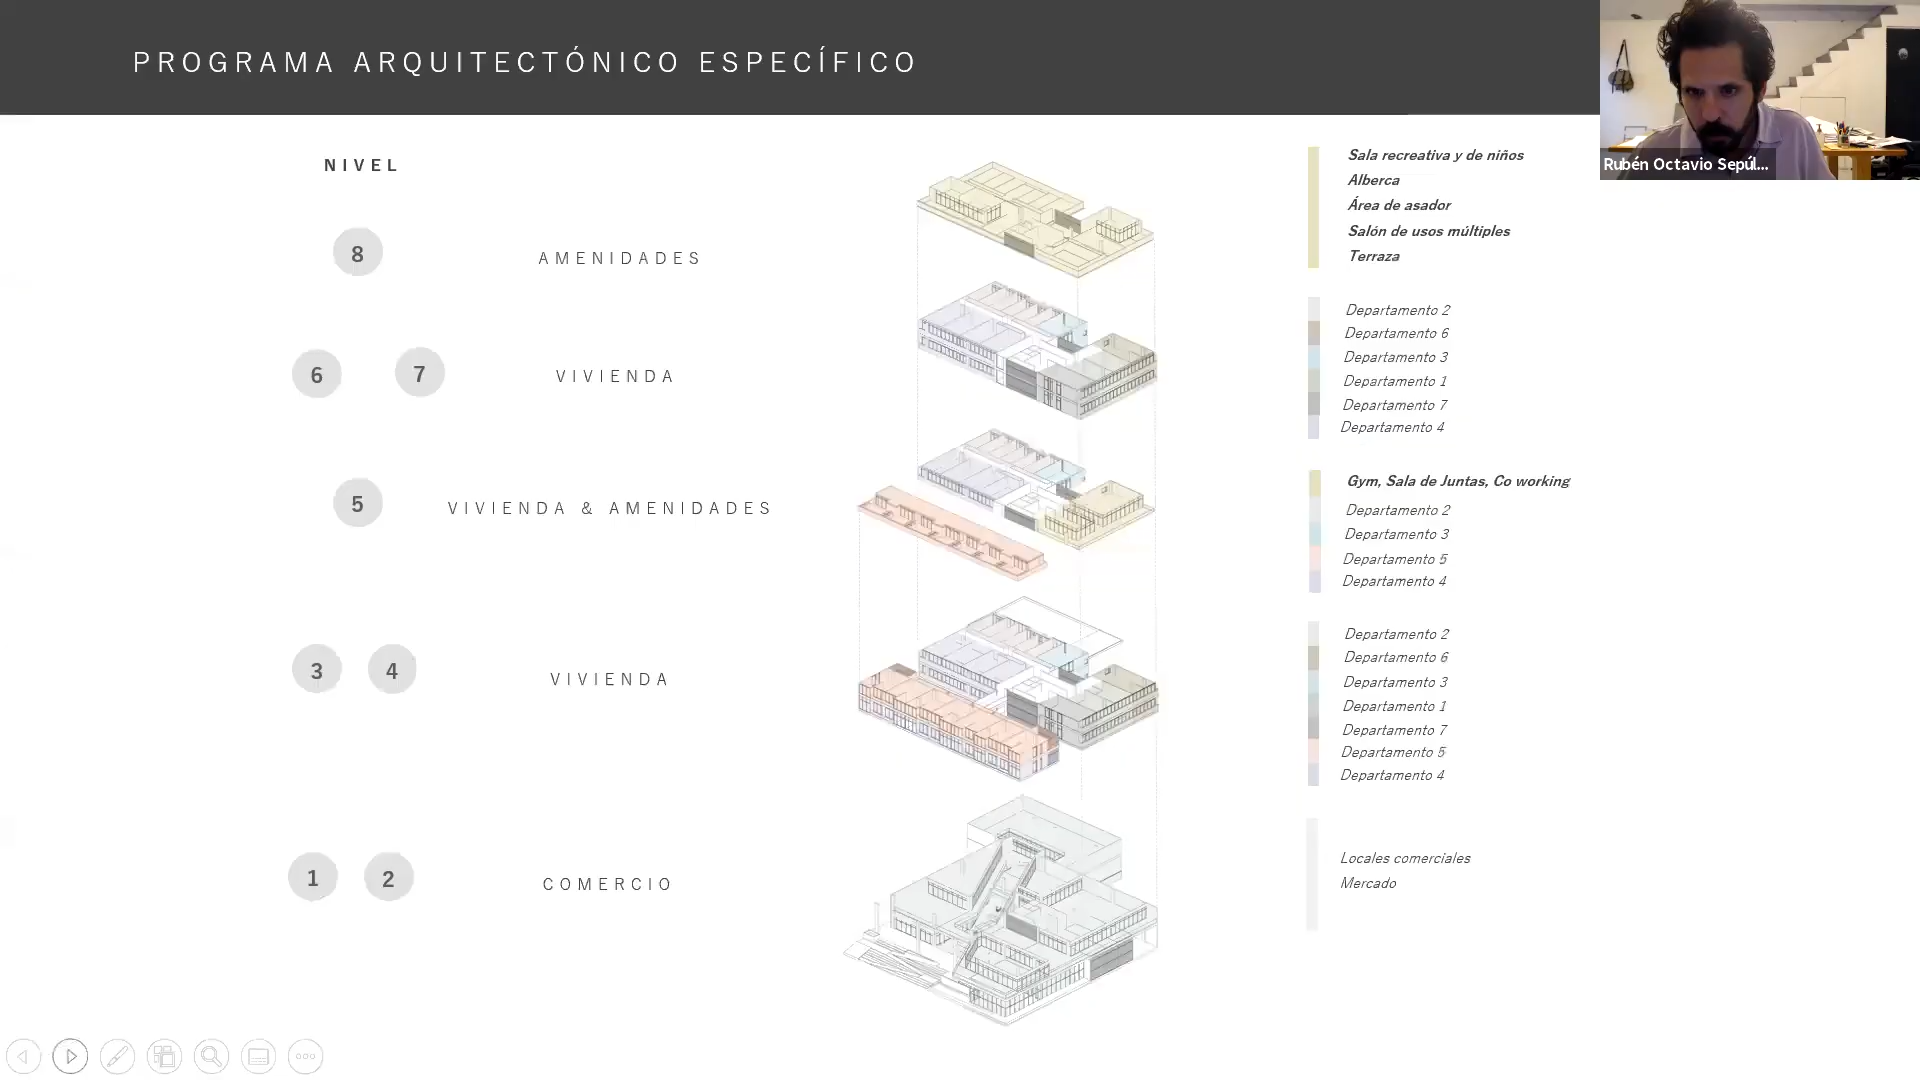 PROGRAMA ARQUITECTÓNICO ESPECÍFICO
Rubén Octavio Sepúl...
NIVEL
8
AMENIDADES
Sala recreativa y de niños
Alberca
Área de asador
Salón de usos múltiples
Terraza
6 7
VIVIENDA
Departamento 2
Departamento 6
Departamento 3
Departamento 1
Departamento 7
Departamento 4
5
VIVIENDA & AMENIDADES
Gym, Sala de Juntas, Co working
Departamento 2
Departamento 3
Departamento 5
Departamento 4
3 4
VIVIENDA
Departamento 2
Departamento 6
Departamento 3
Departamento 1
Departamento 7
Departamento 5
Departamento 4
1 2
COMERCIO
Locales comerciales
Mercado